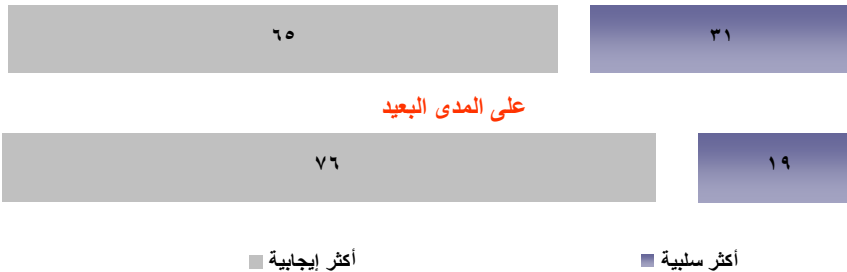 ٣١ ٦٥
على المدى البعيد
١٩ ٧٦
أكثر سلبية أكثر إيجابية